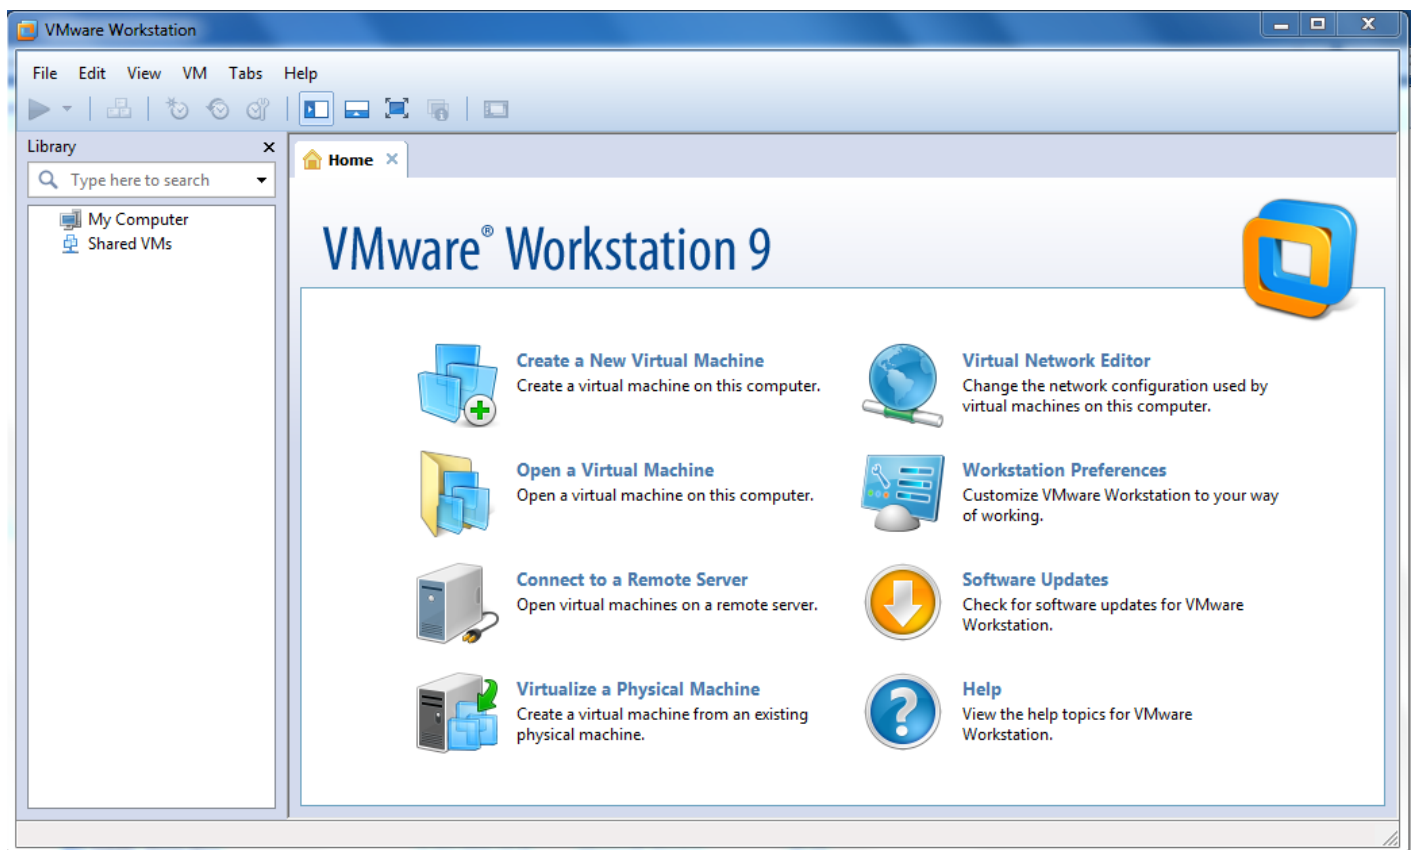 VMware Workstation
File Edit View VM Tabs Help
Library
Type here to search
My Computer
Shared VMs
Home
VMware® Workstation 9
Create a New Virtual Machine
Create a virtual machine on this computer.
Open a Virtual Machine
Open a virtual machine on this computer.
Connect to a Remote Server
Open virtual machines on a remote server.
Virtualize a Physical Machine
Create a virtual machine from an existing
physical machine.
Virtual Network Editor
Change the network configuration used by
virtual machines on this computer.
Workstation Preferences
Customize VMware Workstation to your way
of working.
Software Updates
Check for software updates for VMware
Workstation.
Help
View the help topics for VMware
Workstation.